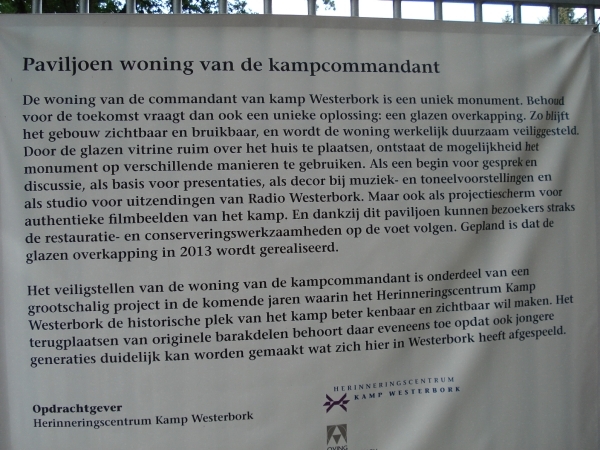 Paviljoen woning van de kampcommandant
De woning van de commandant van kamp Westerbork is een uniek monument. Behoud
voor de toekomst vraagt dan ook een unieke oplossing: een glazen overkapping. Zo blijft
het gebouw zichtbaar en bruikbaar, en wordt de woning werkelijk duurzaam veiliggesteld.
Door de glazen vitrine ruim over het huis te plaatsen, ontstaat de mogelijkheid het
monument op verschillende manieren te gebruiken. Als een begin voor gesprek en
discussie, als basis voor presentaties, als decor bij muziek- en toneelvoorstellingen en
als studio voor uitzendingen van Radio Westerbork. Maar ook als projectiescherm voor
authentieke filmbeelden van het kamp. En dankzij dit paviljoen kunnen bezoekers straks
de restauratie- en conserveringswerkzaamheden op de voet volgen. Gepland is dat de
glazen overkapping in 2013 wordt gerealiseerd.
Het veiligstellen van de woning van de kampcommandant is onderdeel van een
grootschalig project in de komende jaren waarin het Herinneringscentrum Kamp
Westerbork de historische plek van het kamp beter kenbaar en zichtbaar wil maken. Het
terugplaatsen van originele barakdelen behoort daar eveneens toe opdat ook jongere
generaties duidelijk kan worden gemaakt wat zich hier in Westerbork heeft afgespeeld.
Opdrachtgever
Herinneringscentrum Kamp Westerbork
HERINNERINGSCENTRUM
KAMP WESTERBORK